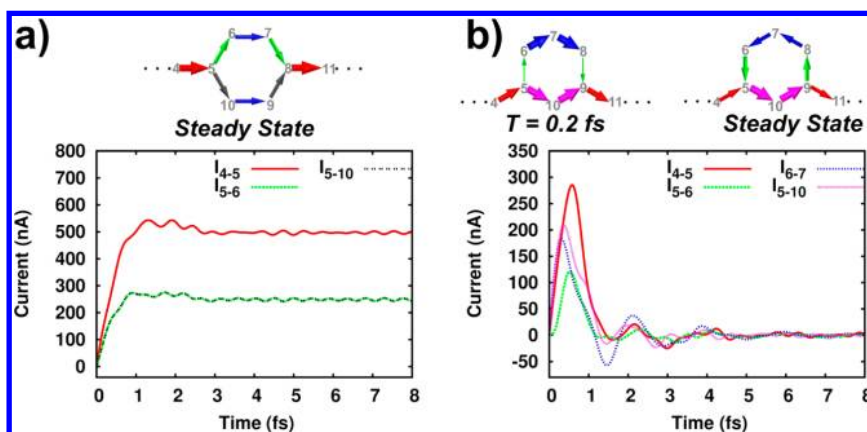 a)
6 7
· · · 4 5 8 11 · · ·
10 9
Steady State
I4-5 I5-10
I5-6
Current (nA)
800
700
600
500
400
300
200
100
0
0 1 2 3 4 5 6 7 8
Time (fs)
b)
7
6 8
5 9
· · · 4 10 11 · · ·
T = 0.2 fs
7
6 8
5 9
· · · 4 10 11 · · ·
Steady State
I4-5 I6-7
I5-6 I5-10
Current (nA)
350
300
250
200
150
100
50
0
-50
0 1 2 3 4 5 6 7 8
Time (fs)